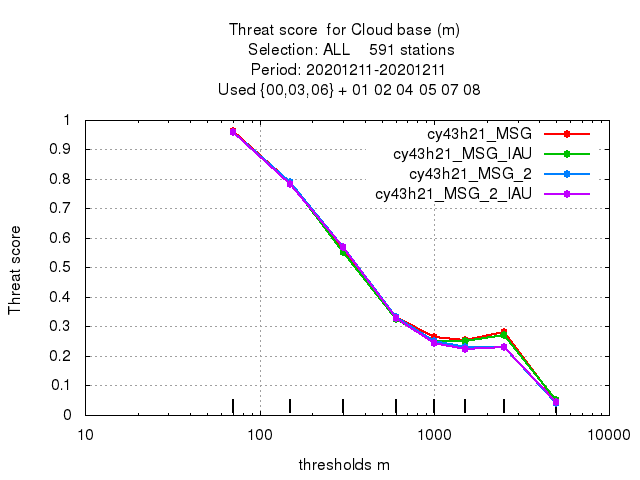 Threat score  for Cloud base (m)
Selection: ALL    591 stations
Period: 20201211-20201211
Used {00,03,06} + 01 02 04 05 07 08
cy43h21_MSG
cy43h21_MSG_IAU
cy43h21_MSG_2
cy43h21_MSG_2_IAU
1
0.9
0.8
0.7
0.6
0.5
0.4
0.3
0.2
0.1
0
Threat score
10
100
1000
10000
thresholds m